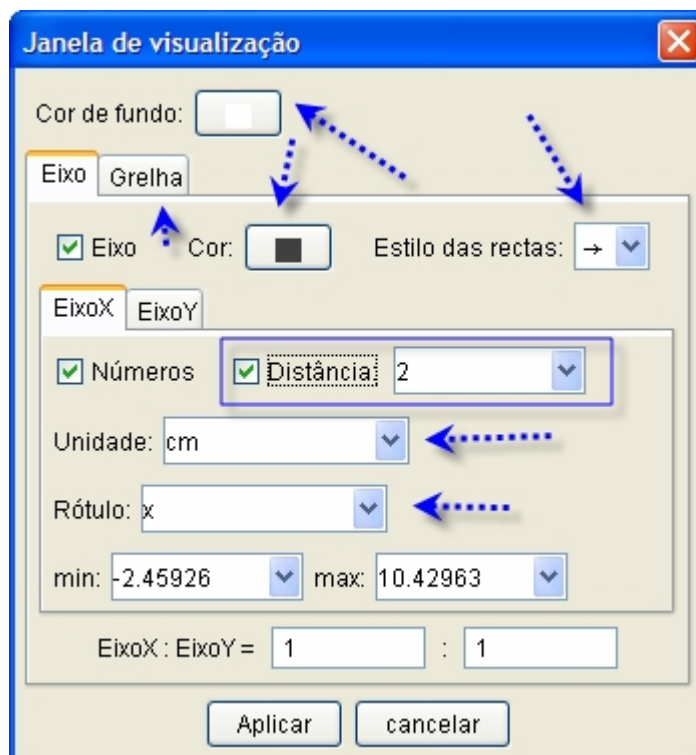 Janela de visualização
Cor de fundo:
Eixo Grelha
Eixo Cor: Estilo das rectas: →
EixoX EixoY
Números Distância: 2
Unidade: cm
Rótulo: x
min: -2.45926 max: 10.42963
EixoX : EixoY = 1 : 1
Aplicar cancelar